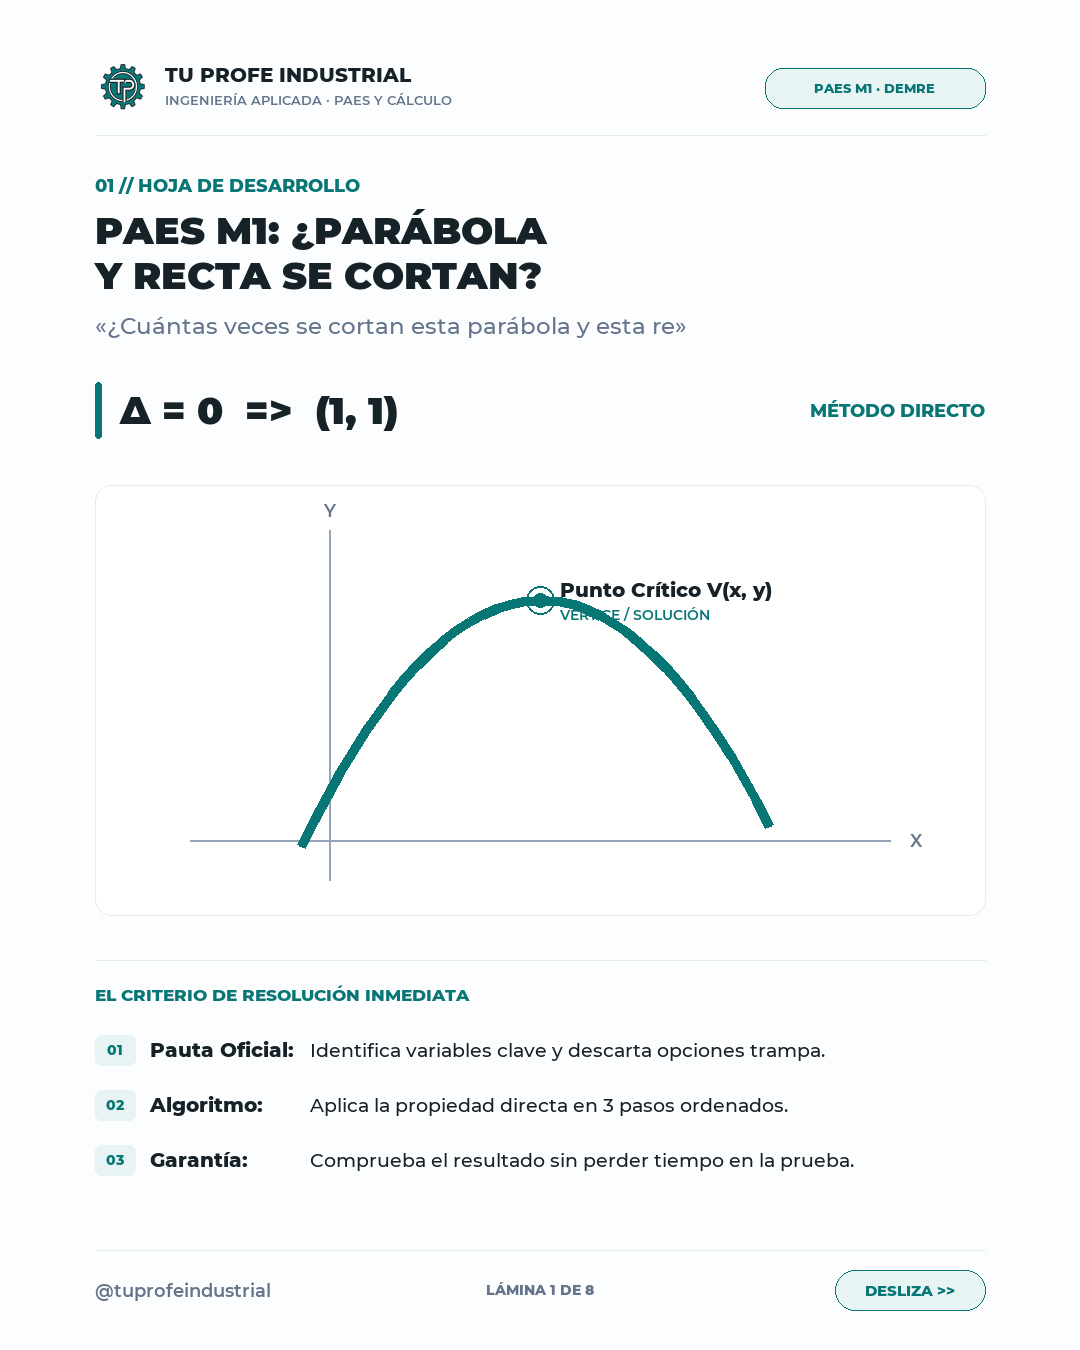 TP
TU PROFE INDUSTRIAL
INGENIERÍA APLICADA · PAES Y CÁLCULO
PAES M1 · DEMRE
01 // HOJA DE DESARROLLO
PAES M1: ¿PARÁBOLA
Y RECTA SE CORTAN?
«¿Cuántas veces se cortan esta parábola y esta re»
Δ = 0 => (1, 1)
MÉTODO DIRECTO
Y
Punto Crítico V(x, y)
VÉRTICE / SOLUCIÓN
X
EL CRITERIO DE RESOLUCIÓN INMEDIATA
01 Pauta Oficial: Identifica variables clave y descarta opciones trampa.
02 Algoritmo: Aplica la propiedad directa en 3 pasos ordenados.
03 Garantía: Comprueba el resultado sin perder tiempo en la prueba.
@tuprofeindustrial
LÁMINA 1 DE 8
DESLIZA >>